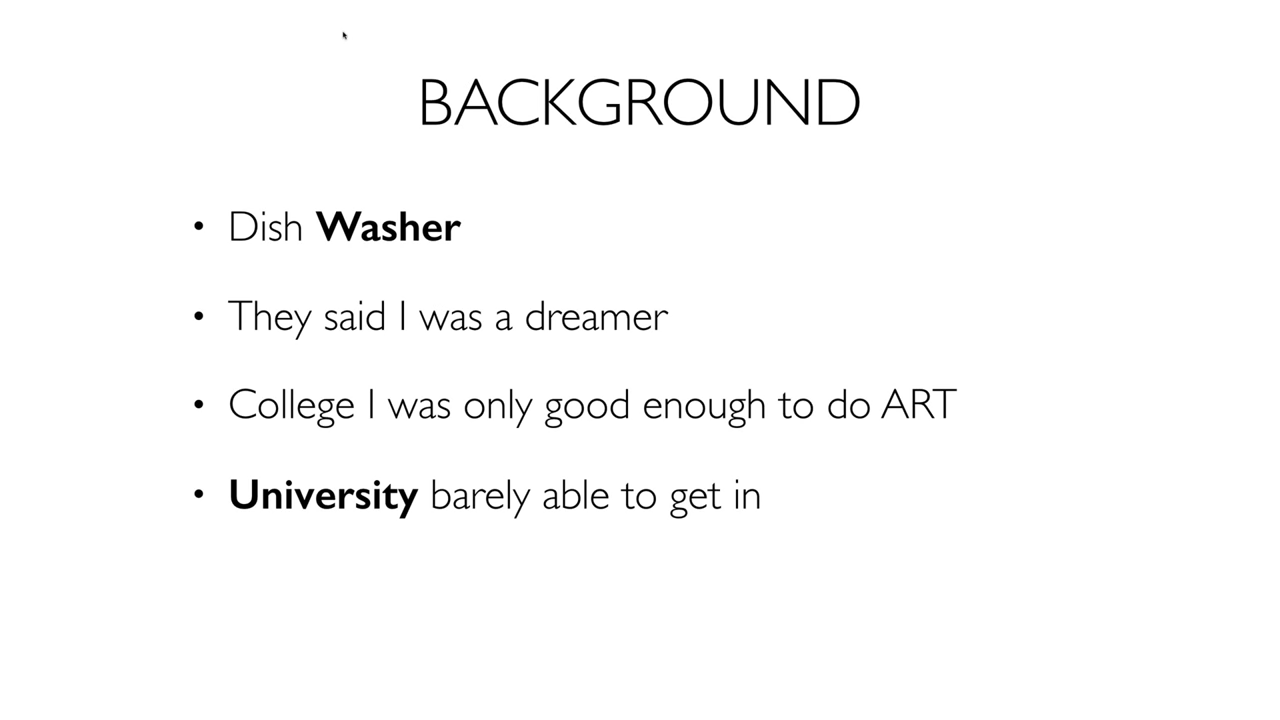 BACKGROUND
• Dish Washer
• They said I was a dreamer
• College I was only good enough to do ART
• University barely able to get in